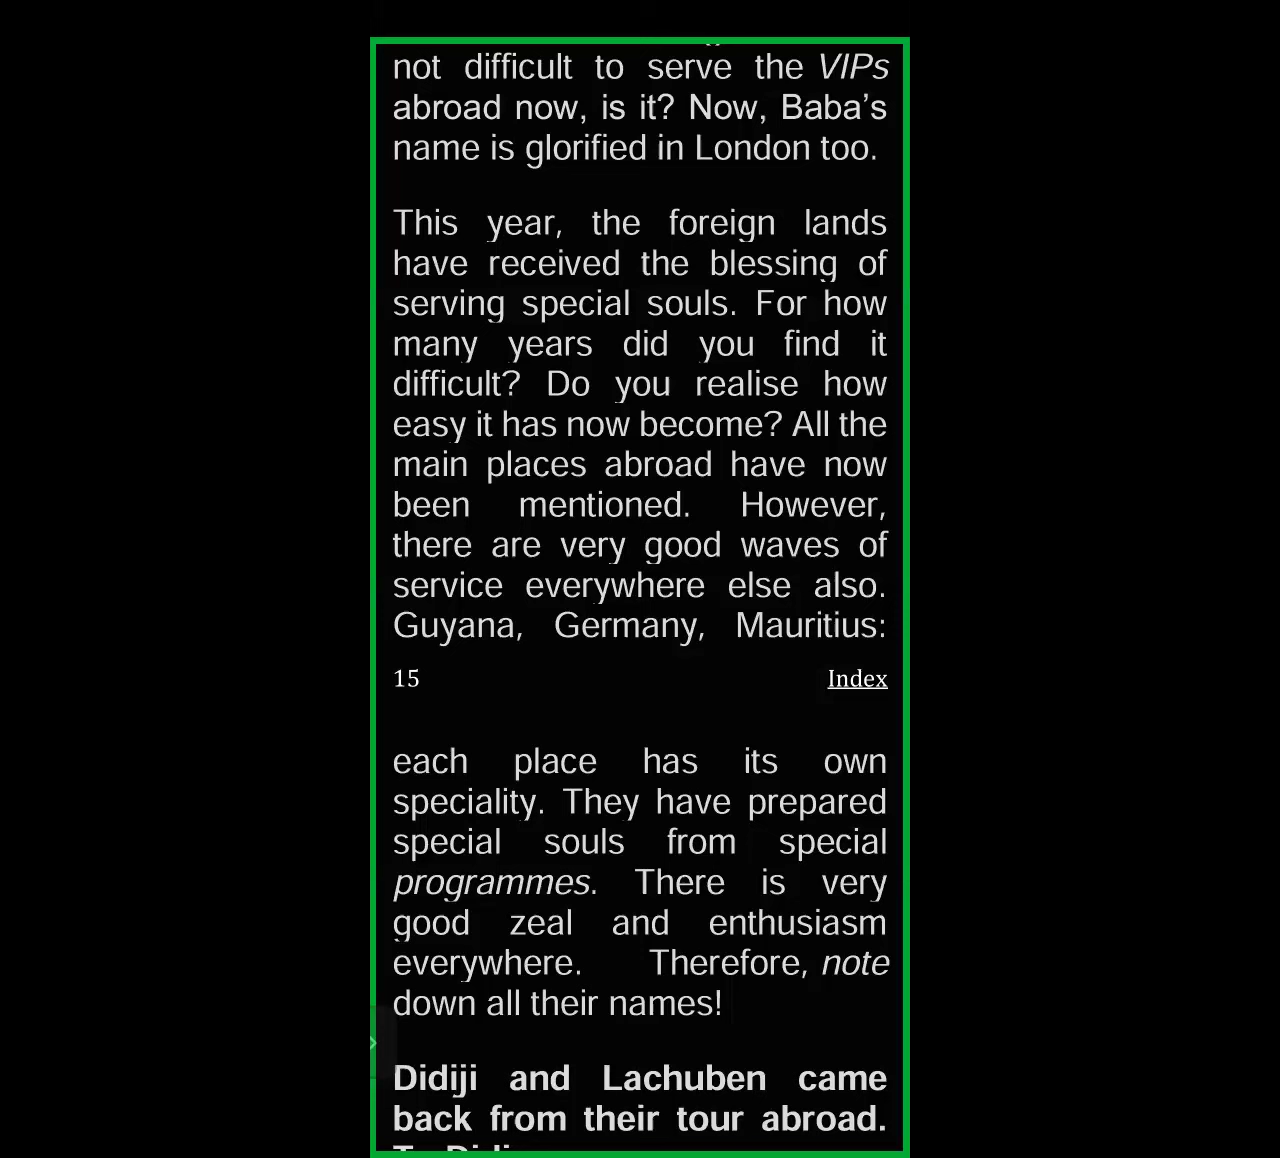 not difficult to serve the VIPs
abroad now, is it? Now, Baba’s
name is glorified in London too.
This year, the foreign lands
have received the blessing of
serving special souls. For how
many years did you find it
difficult? Do you realise how
easy it has now become? All the
main places abroad have now
been mentioned. However,
there are very good waves of
service everywhere else also.
Guyana, Germany, Mauritius:
15 Index
each place has its own
speciality. They have prepared
special souls from special
programmes. There is very
good zeal and enthusiasm
everywhere. Therefore, note
down all their names!
Didiji and Lachuben came
back from their tour abroad.